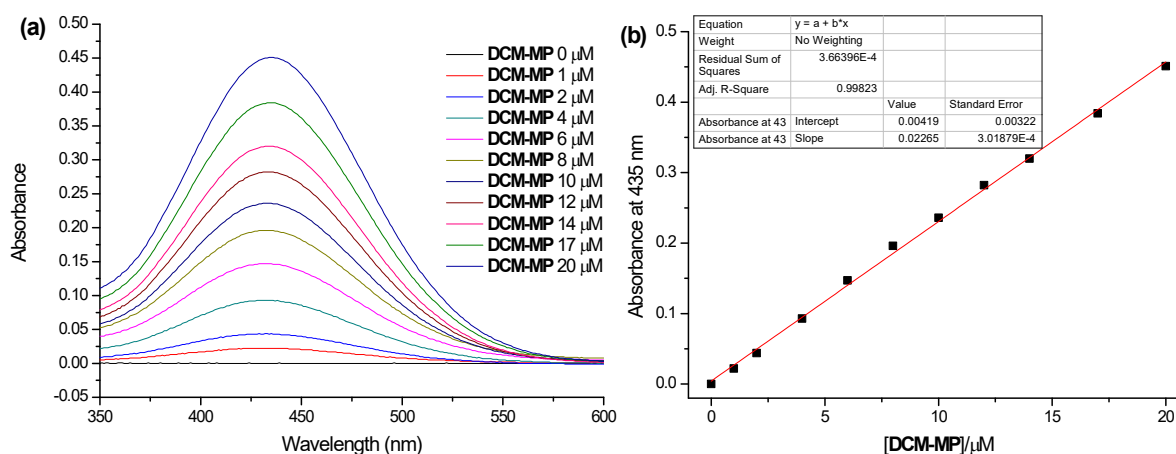 (a)
0.50
0.45
0.40
0.35
0.30
0.25
0.20
0.15
0.10
0.05
0.00
-0.05
Absorbance
350
400
450
500
550
600
Wavelength (nm)
DCM-MP 0 μM
DCM-MP 1 μM
DCM-MP 2 μM
DCM-MP 4 μM
DCM-MP 6 μM
DCM-MP 8 μM
DCM-MP 10 μM
DCM-MP 12 μM
DCM-MP 14 μM
DCM-MP 17 μM
DCM-MP 20 μM
(b)
Equation y = a + b*x
Weight No Weighting
Residual Sum of Squares 3.66396E-4
Adj. R-Square 0.99823
Value Standard Error
Absorbance at 43 Intercept 0.00419 0.00322
Absorbance at 43 Slope 0.02265 3.01879E-4
0.5
0.4
0.3
0.2
0.1
0.0
Absorbance at 435 nm
0
5
10
15
20
[DCM-MP]/μM